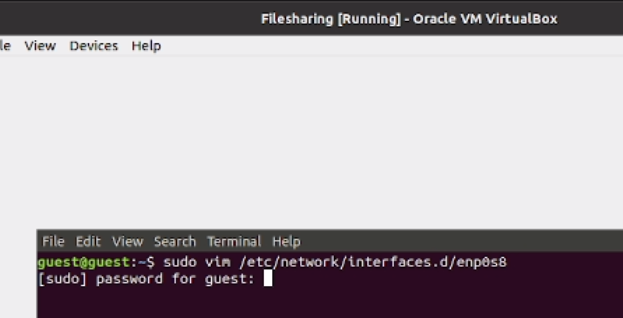 Filesharing [Running] - Oracle VM VirtualBox
le View Devices Help
File Edit View Search Terminal Help
guest@guest:~$ sudo vim /etc/network/interfaces.d/enp0s8
[sudo] password for guest: